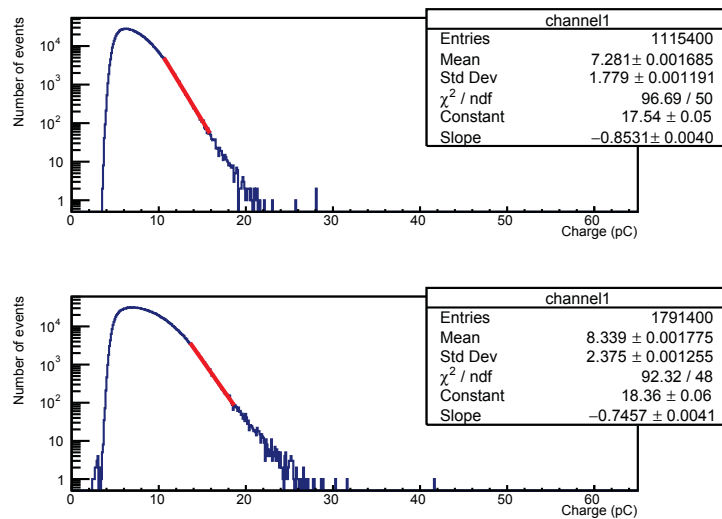 channel1
Entries 1115400
Mean 7.281± 0.001685
Std Dev 1.779 ± 0.001191
χ² / ndf 96.69 / 50
Constant 17.54 ± 0.05
Slope −0.8531± 0.0040
Number of events
10⁴
10³
10²
10
1
0 10 20 30 40 50 60
Charge (pC)
channel1
Entries 1791400
Mean 8.339 ± 0.001775
Std Dev 2.375 ± 0.001255
χ² / ndf 92.32 / 48
Constant 18.36 ± 0.06
Slope −0.7457 ± 0.0041
Number of events
10⁴
10³
10²
10
1
0 10 20 30 40 50 60
Charge (pC)